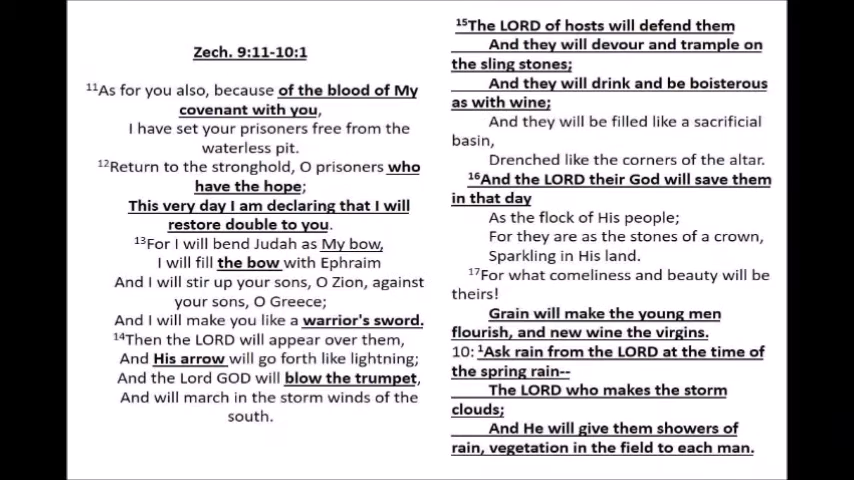 Zech. 9:11-10:1
11As for you also, because of the blood of My
covenant with you,
I have set your prisoners free from the
waterless pit.
12Return to the stronghold, O prisoners who
have the hope;
This very day I am declaring that I will
restore double to you.
13For I will bend Judah as My bow,
I will fill the bow with Ephraim
And I will stir up your sons, O Zion, against
your sons, O Greece;
And I will make you like a warrior's sword.
14Then the LORD will appear over them,
And His arrow will go forth like lightning;
And the Lord GOD will blow the trumpet,
And will march in the storm winds of the
south.
15The LORD of hosts will defend them
And they will devour and trample on
the sling stones;
And they will drink and be boisterous
as with wine;
And they will be filled like a sacrificial
basin,
Drenched like the corners of the altar.
16And the LORD their God will save them
in that day
As the flock of His people;
For they are as the stones of a crown,
Sparkling in His land.
17For what comeliness and beauty will be
theirs!
Grain will make the young men
flourish, and new wine the virgins.
10: 1Ask rain from the LORD at the time of
the spring rain--
The LORD who makes the storm
clouds;
And He will give them showers of
rain, vegetation in the field to each man.